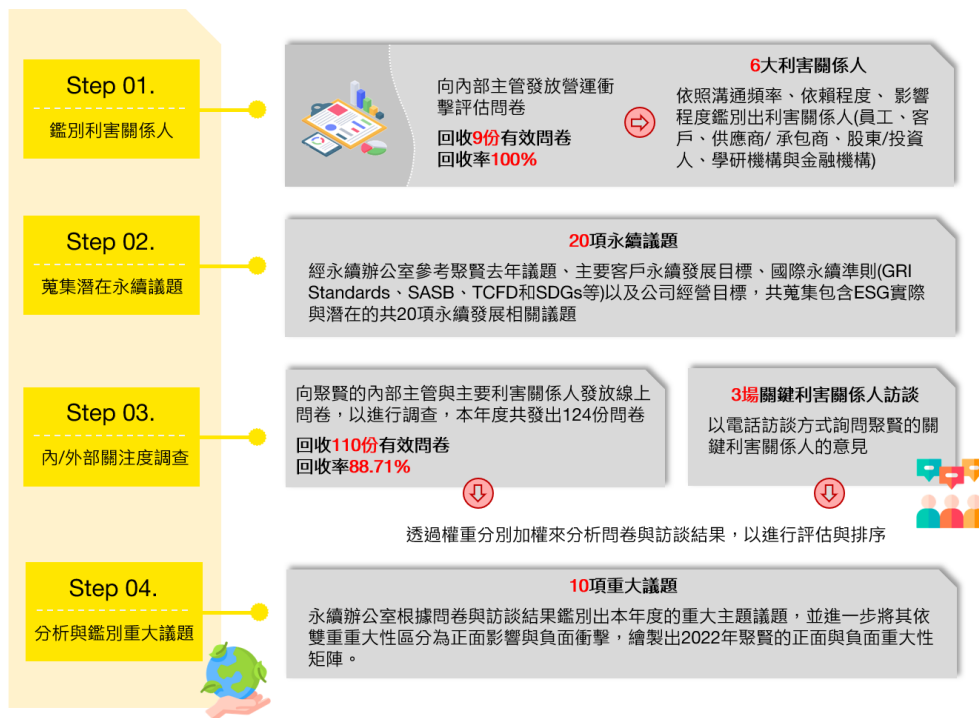 Step 01.
鑑別利害關係人
向內部主管發放營運衝
擊評估問卷
回收9份有效問卷
回收率100%
6大利害關係人
依照溝通頻率、依賴程度、 影響
程度鑑別出利害關係人(員工、客
戶、供應商/ 承包商、股東/投資
人、學研機構與金融機構)
Step 02.
蒐集潛在永續議題
20項永續議題
經永續辦公室參考聚賢去年議題、主要客戶永續發展目標、國際永續準則(GRI
Standards、SASB、TCFD和SDGs等)以及公司經營目標，共蒐集包含ESG實際
與潛在的共20項永續發展相關議題
Step 03.
內/外部關注度調查
向聚賢的內部主管與主要利害關係人發放線上
問卷，以進行調查，本年度共發出124份問卷
回收110份有效問卷
回收率88.71%
3場關鍵利害關係人訪談
以電話訪談方式詢問聚賢的關
鍵利害關係人的意見
透過權重分別加權來分析問卷與訪談結果，以進行評估與排序
Step 04.
分析與鑑別重大議題
10項重大議題
永續辦公室根據問卷與訪談結果鑑別出本年度的重大主題議題，並進一步將其依
雙重重大性區分為正面影響與負面衝擊，繪製出2022年聚賢的正面與負面重大性
矩陣。